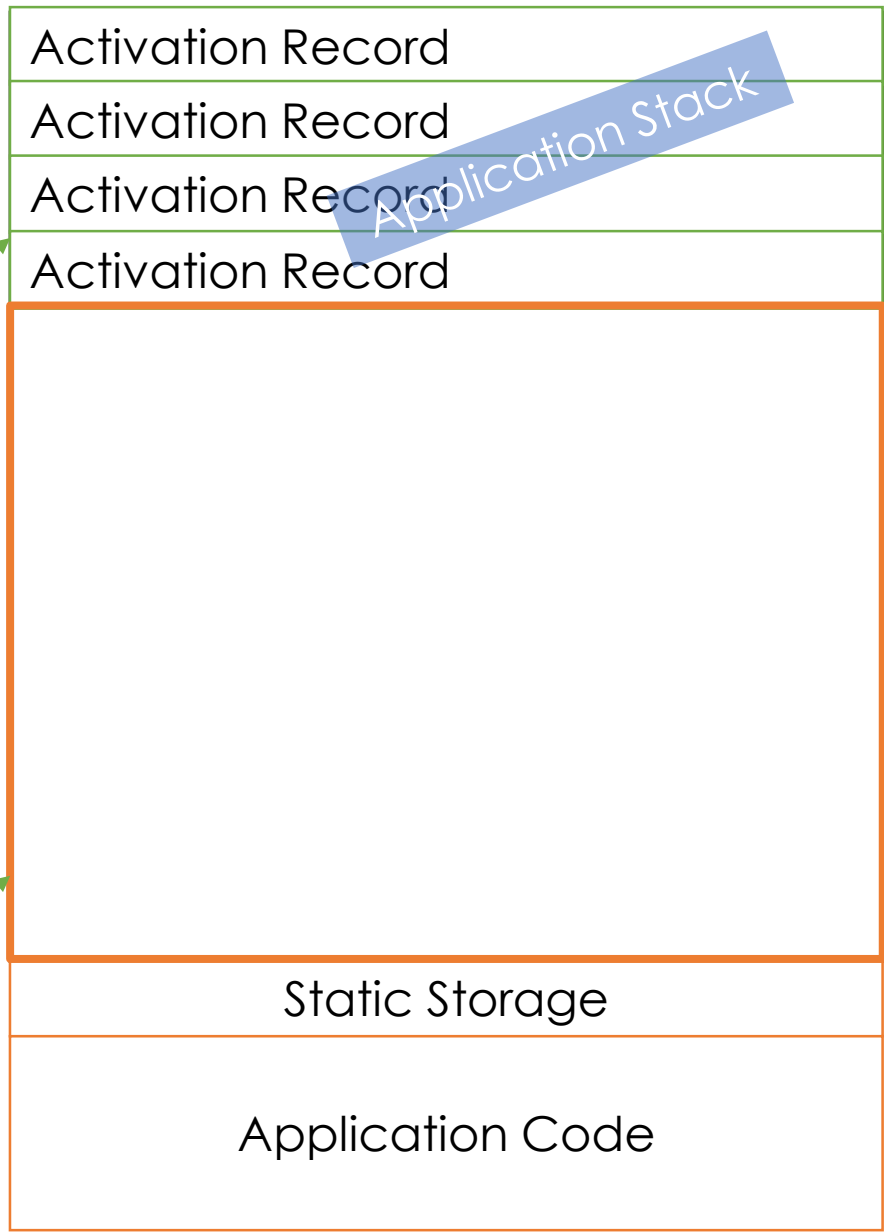 Activation Record
Activation Record
Application Stack
Activation Record
Activation Record
Static Storage
Application Code